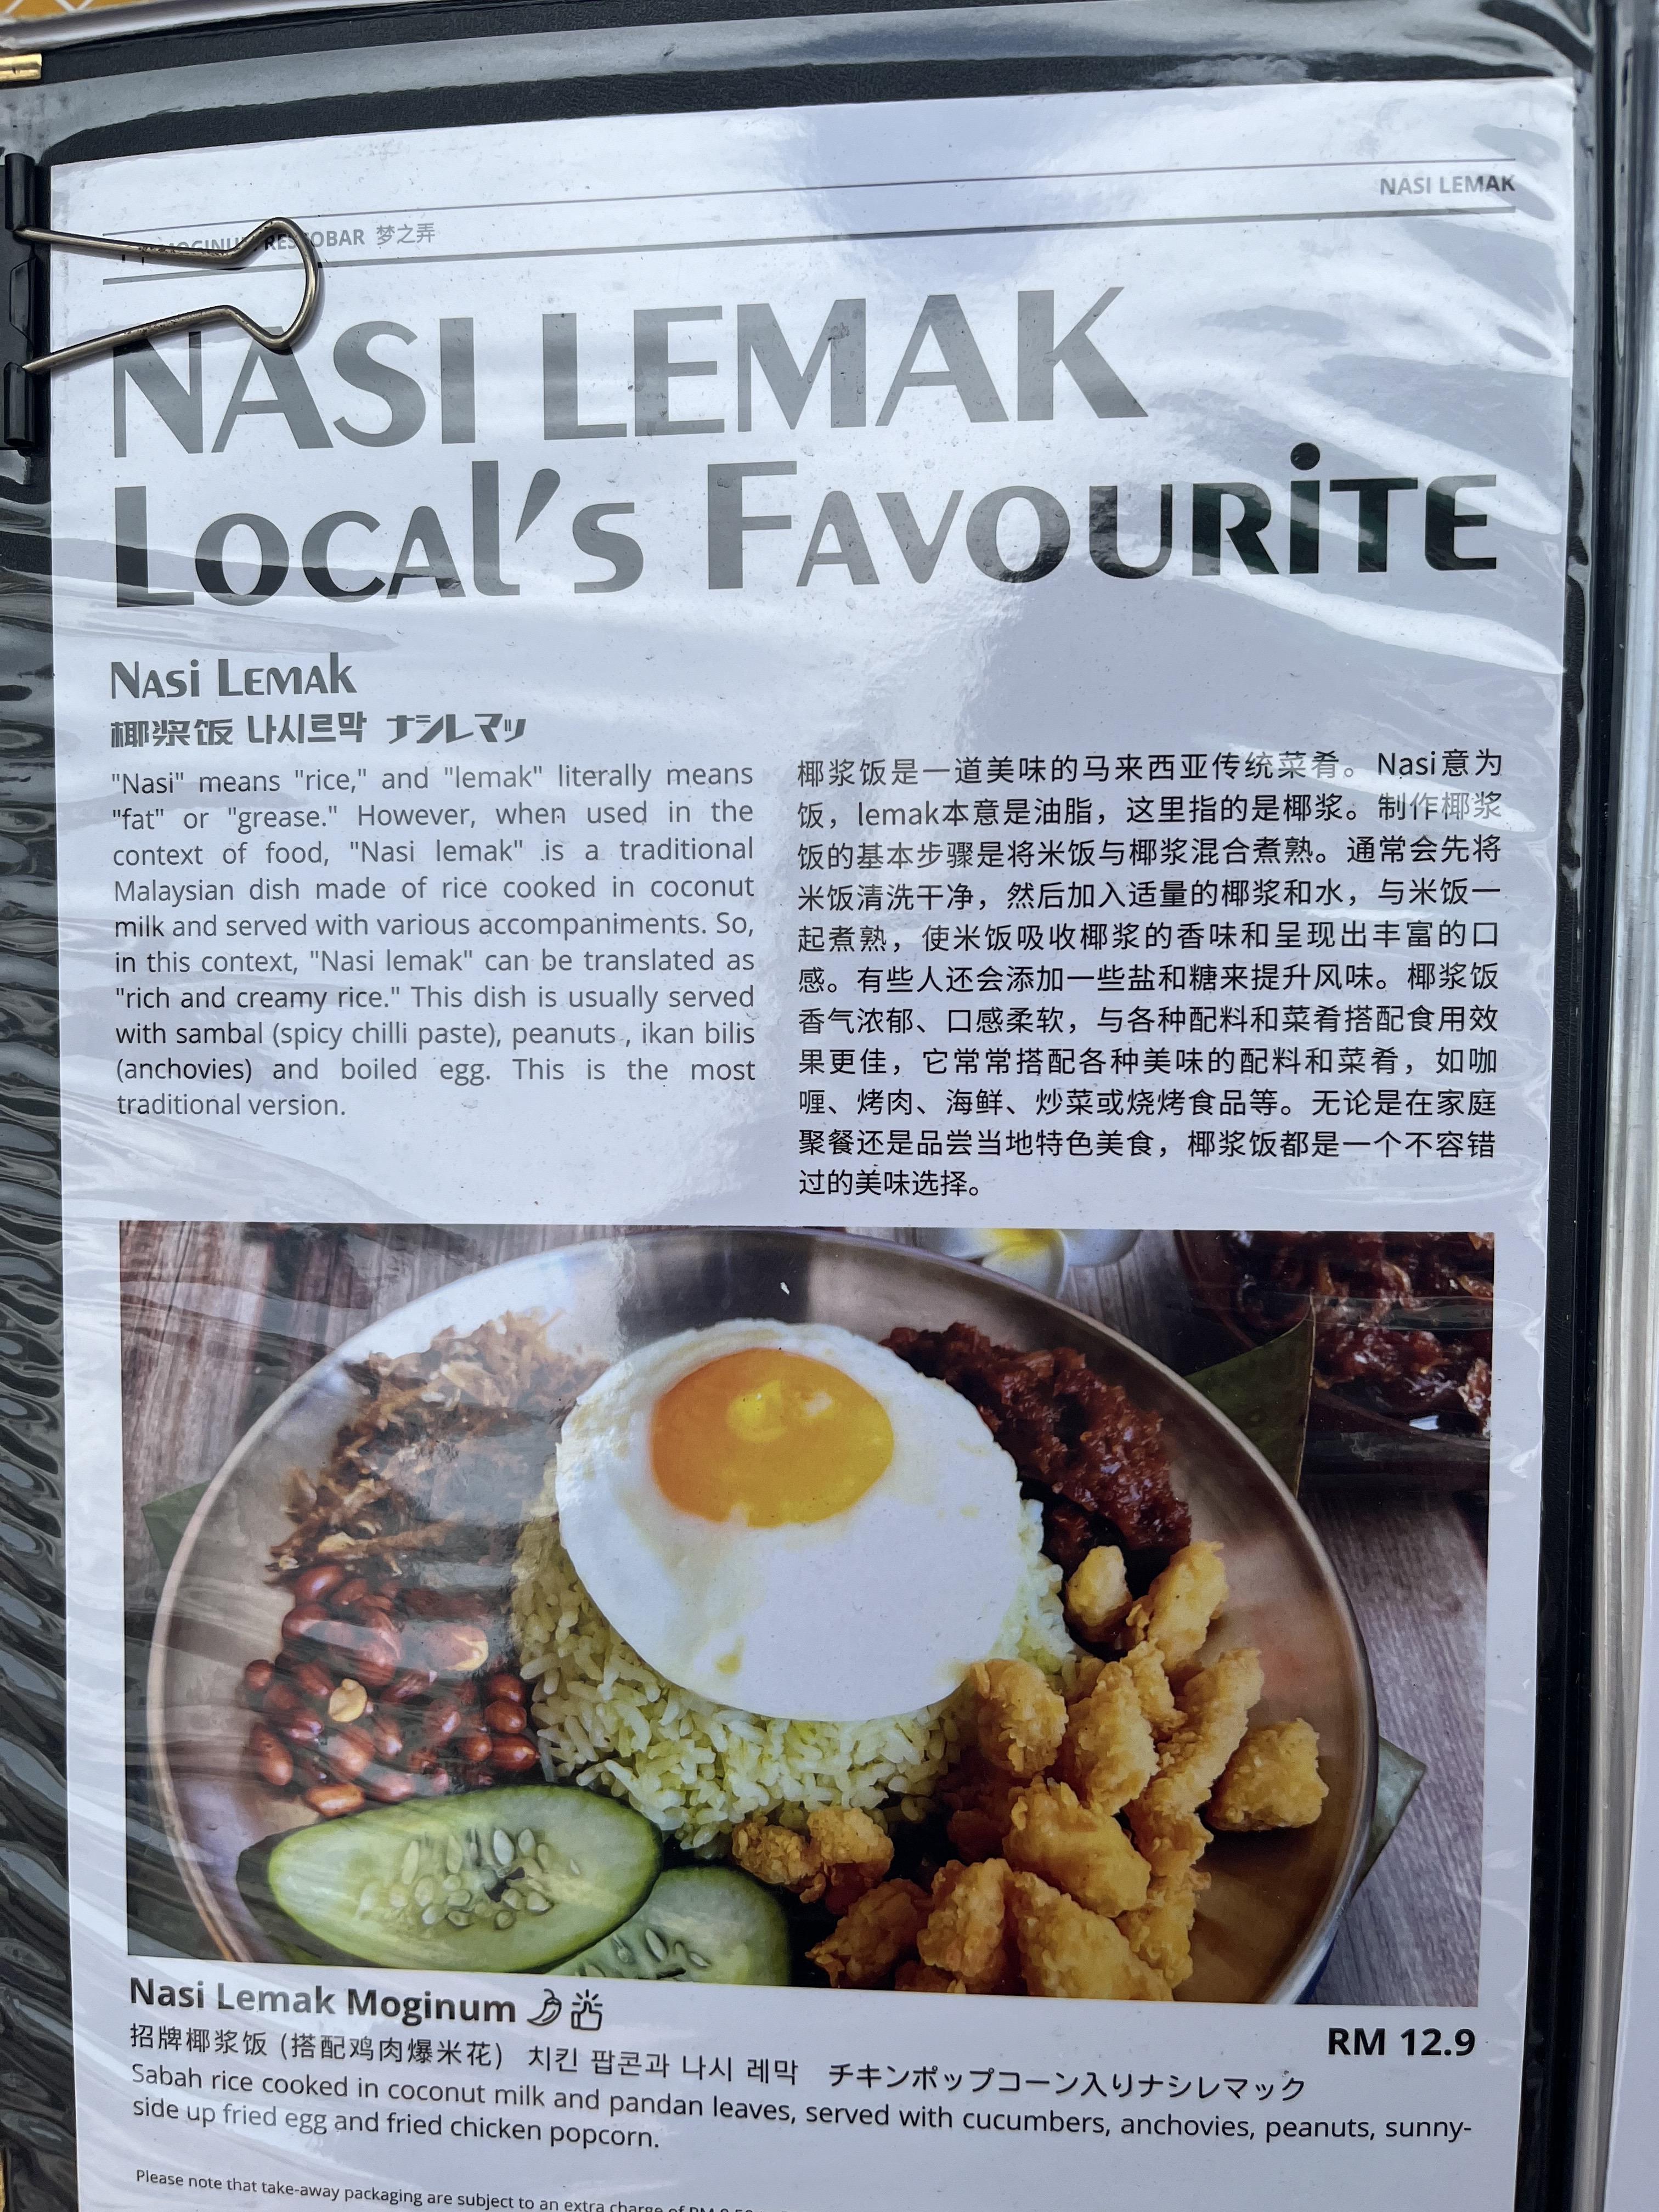 NASI LEMAK
MOGINUM RESTOBAR 梦之弄
NASI LEMAK
LOCAL'S FAVOURITE
NASI LEMAK
椰浆饭 나시르막 ナシレマッ
"Nasi" means "rice," and "lemak" literally means
"fat" or "grease." However, when used in the
context of food, "Nasi lemak" is a traditional
Malaysian dish made of rice cooked in coconut
milk and served with various accompaniments. So,
in this context, "Nasi lemak" can be translated as
"rich and creamy rice." This dish is usually served
with sambal (spicy chilli paste), peanuts , ikan bilis
(anchovies) and boiled egg. This is the most
traditional version.
椰浆饭是一道美味的马来西亚传统菜肴。Nasi意为
饭，lemak本意是油脂，这里指的是椰浆。制作椰浆
饭的基本步骤是将米饭与椰浆混合煮熟。通常会先将
米饭清洗干净，然后加入适量的椰浆和水，与米饭一
起煮熟，使米饭吸收椰浆的香味和呈现出丰富的口
感。有些人还会添加一些盐和糖来提升风味。椰浆饭
香气浓郁、口感柔软，与各种配料和菜肴搭配食用效
果更佳，它常常搭配各种美味的配料和菜肴，如咖
喱、烤肉、海鲜、炒菜或烧烤食品等。无论是在家庭
聚餐还是品尝当地特色美食，椰浆饭都是一个不容错
过的美味选择。
Nasi Lemak Moginum
RM 12.9
招牌椰浆饭 (搭配鸡肉爆米花) 치킨 팝콘과 나시 레막 チキンポップコーン入りナシレマック
Sabah rice cooked in coconut milk and pandan leaves, served with cucumbers, anchovies, peanuts, sunny-
side up fried egg and fried chicken popcorn.
Please note that take-away packaging are subject to an extra charge of RM